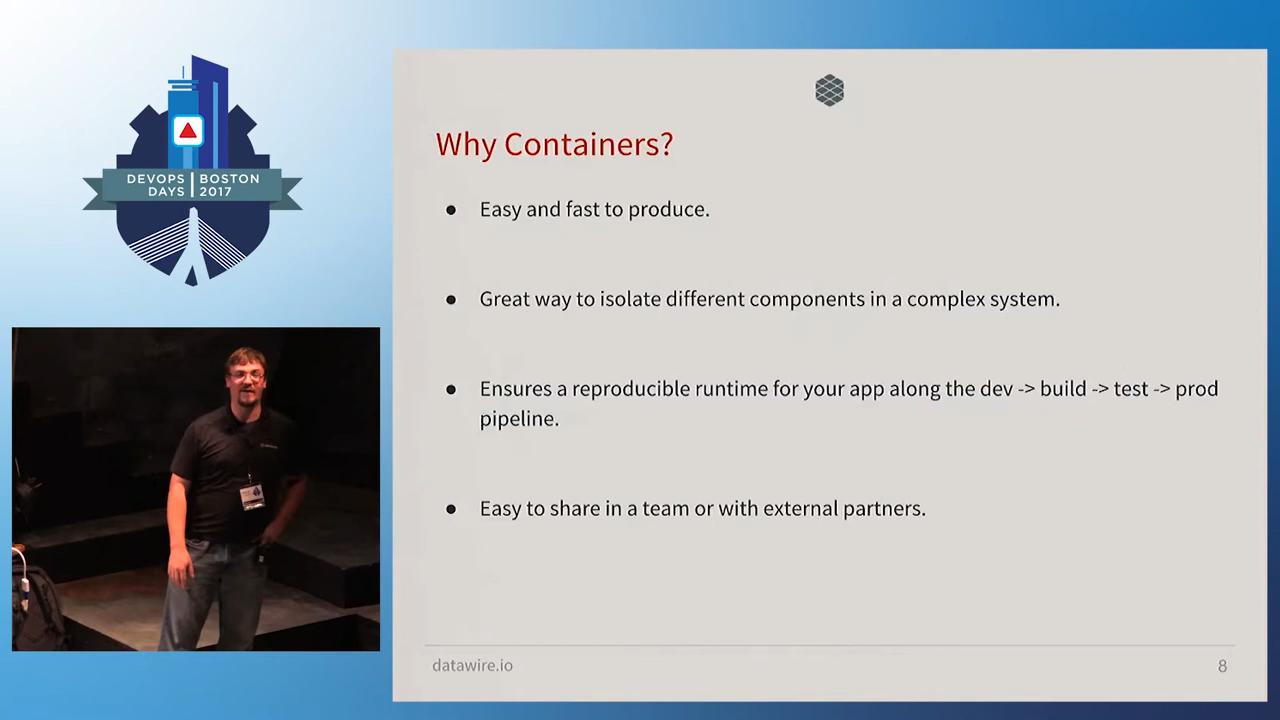 DEVOPS BOSTON
DAYS 2017
Why Containers?
● Easy and fast to produce.
● Great way to isolate different components in a complex system.
● Ensures a reproducible runtime for your app along the dev -> build -> test -> prod
pipeline.
● Easy to share in a team or with external partners.
datawire.io
8